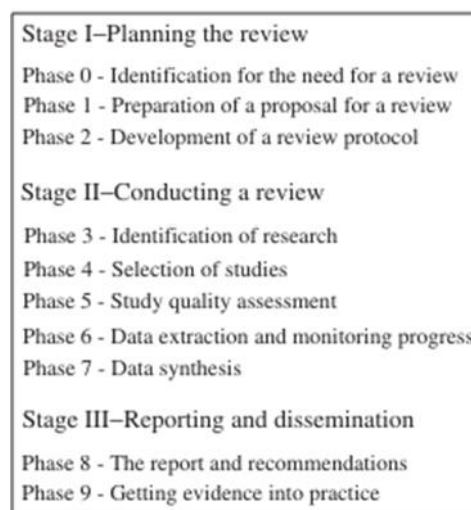 Stage I–Planning the review
Phase 0 - Identification for the need for a review
Phase 1 - Preparation of a proposal for a review
Phase 2 - Development of a review protocol
Stage II–Conducting a review
Phase 3 - Identification of research
Phase 4 - Selection of studies
Phase 5 - Study quality assessment
Phase 6 - Data extraction and monitoring progress
Phase 7 - Data synthesis
Stage III–Reporting and dissemination
Phase 8 - The report and recommendations
Phase 9 - Getting evidence into practice